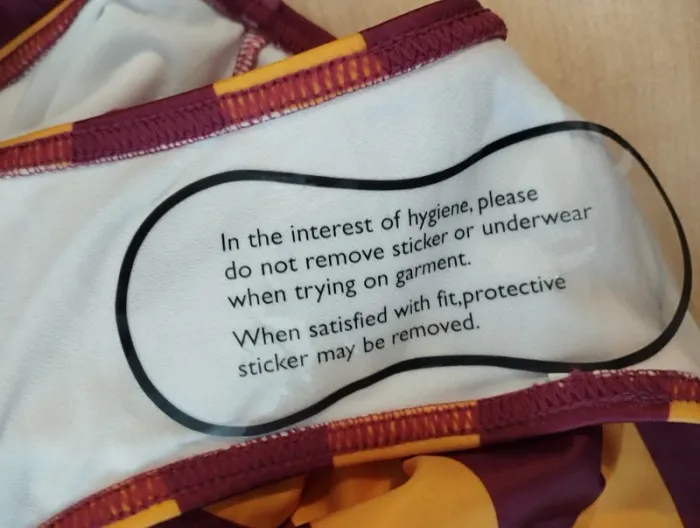 In the interest of hygiene, please
do not remove sticker or underwear
when trying on garment.
When satisfied with fit,protective
sticker may be removed.